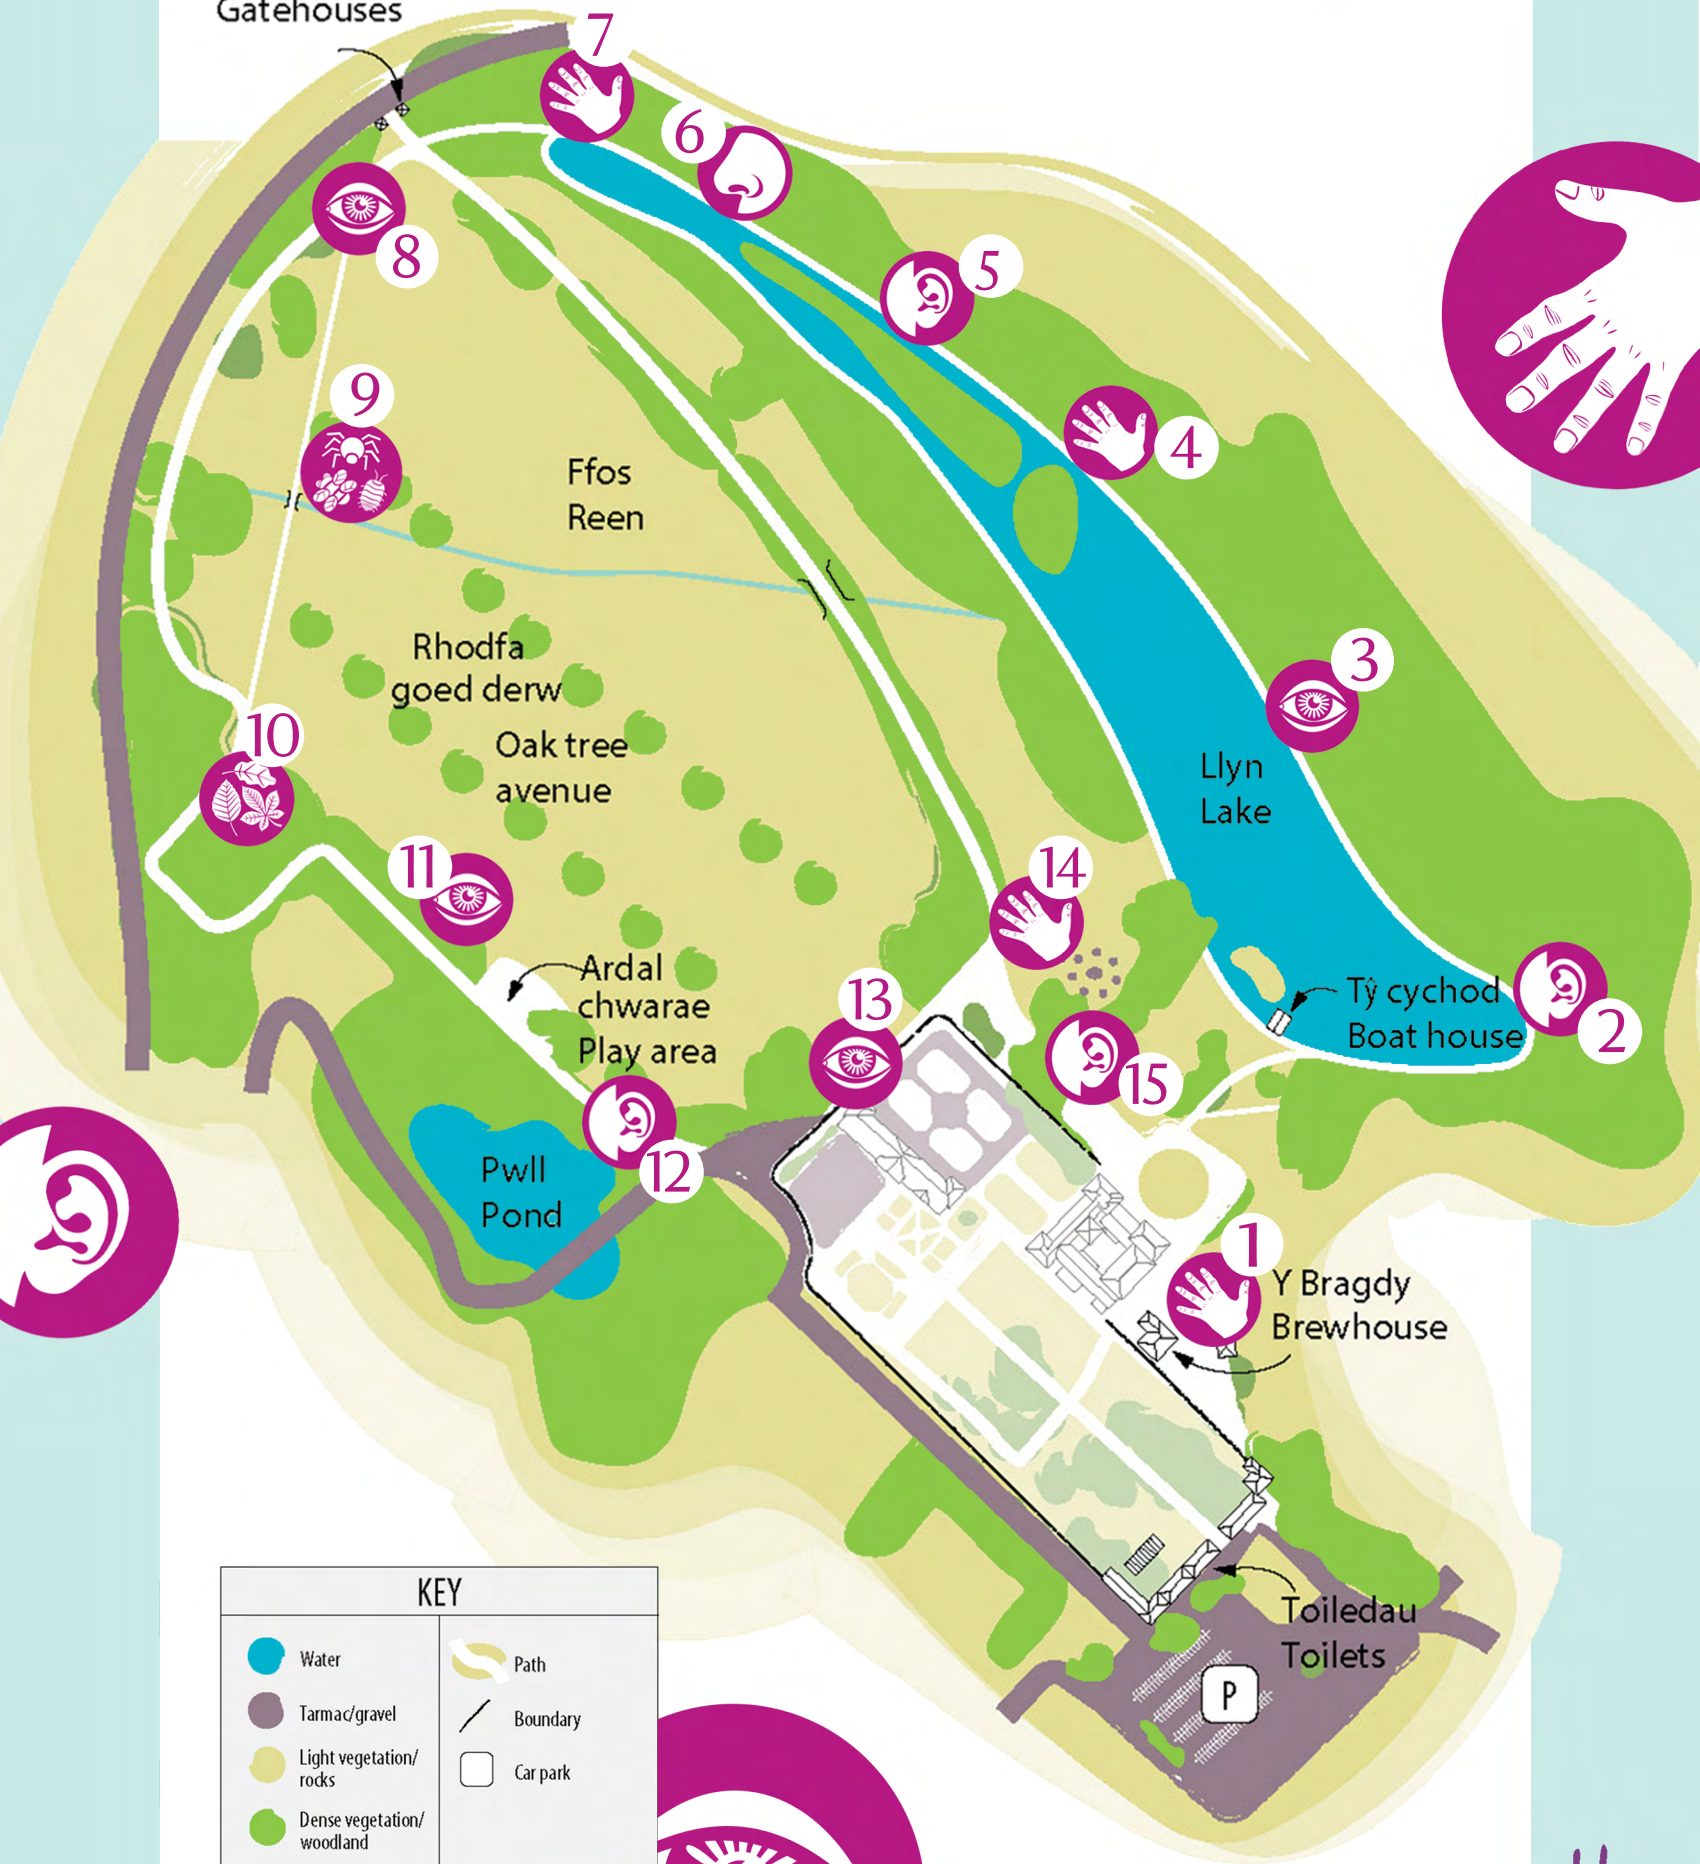 Gatehouses
7
6
5
8
4
9
Ffos
Reen
3
Rhodfa
goed derw
Oak tree
avenue
10
Llyn
Lake
11
14
Ardal
chwarae
Play area
13
Tŷ cychod
Boat house
2
15
12
Pwll
Pond
1
Y Bragdy
Brewhouse
Toiledau
Toilets
P
KEY
Water
Tarmac/gravel
Light vegetation/
rocks
Dense vegetation/
woodland
Path
Boundary
Car park